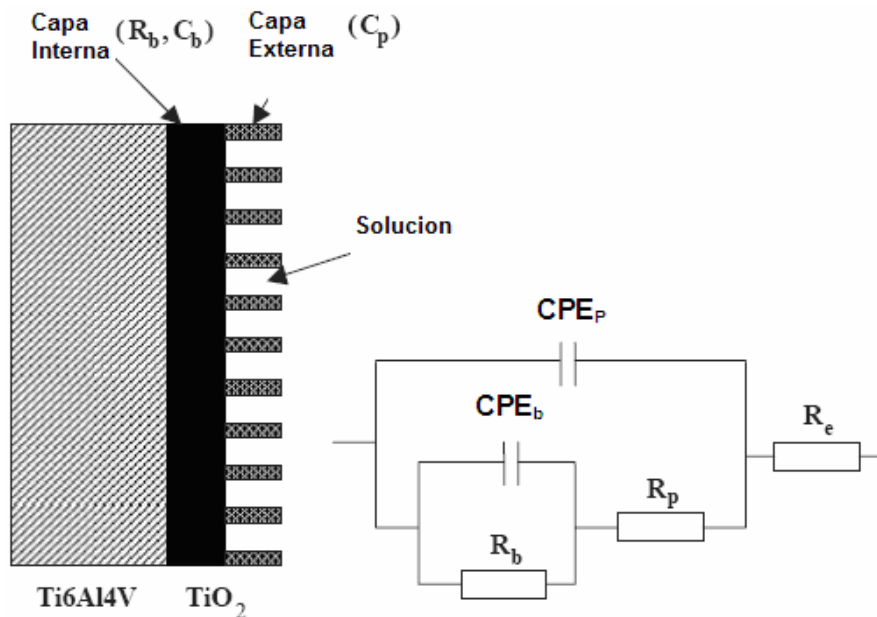 Capa
Interna
(R_b, C_b)
Capa
Externa
(C_p)
Solucion
CPE_P
CPE_b
R_e
R_p
R_b
Ti6Al4V
TiO_2